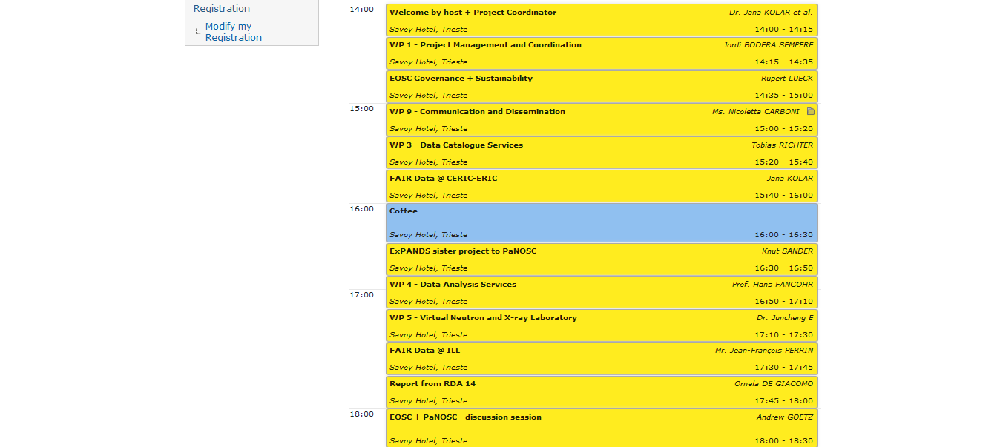 Registration
Modify my
Registration
14:00
Welcome by host + Project Coordinator Dr. Jana KOLAR et al.
Savoy Hotel, Trieste 14:00 - 14:15
WP 1 - Project Management and Coordination Jordi BODERA SEMPERE
Savoy Hotel, Trieste 14:15 - 14:35
EOSC Governance + Sustainability Rupert LUECK
Savoy Hotel, Trieste 14:35 - 15:00
15:00
WP 9 - Communication and Dissemination Ms. Nicoletta CARBONI
Savoy Hotel, Trieste 15:00 - 15:20
WP 3 - Data Catalogue Services Tobias RICHTER
Savoy Hotel, Trieste 15:20 - 15:40
FAIR Data @ CERIC-ERIC Jana KOLAR
Savoy Hotel, Trieste 15:40 - 16:00
16:00
Coffee
Savoy Hotel, Trieste 16:00 - 16:30
ExPANDS sister project to PaNOSC Knut SANDER
Savoy Hotel, Trieste 16:30 - 16:50
WP 4 - Data Analysis Services Prof. Hans FANGOHR
17:00
Savoy Hotel, Trieste 16:50 - 17:10
WP 5 - Virtual Neutron and X-ray Laboratory Dr. Juncheng E
Savoy Hotel, Trieste 17:10 - 17:30
FAIR Data @ ILL Mr. Jean-François PERRIN
Savoy Hotel, Trieste 17:30 - 17:45
Report from RDA 14 Ornela DE GIACOMO
Savoy Hotel, Trieste 17:45 - 18:00
18:00
EOSC + PaNOSC - discussion session Andrew GOETZ
Savoy Hotel, Trieste 18:00 - 18:30